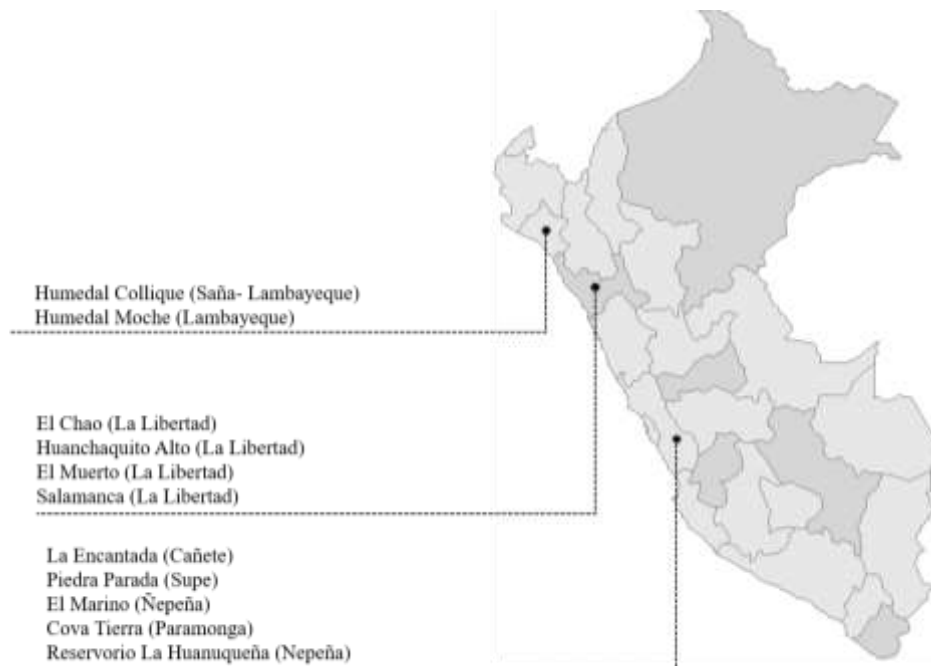 Humedal Collique (Saña- Lambayeque)
Humedal Moche (Lambayeque)
El Chao (La Libertad)
Huanchaquito Alto (La Libertad)
El Muerto (La Libertad)
Salamanca (La Libertad)
La Encantada (Cañete)
Piedra Parada (Supe)
El Marino (Ñepeña)
Cova Tierra (Paramonga)
Reservorio La Huanuqueña (Nepeña)